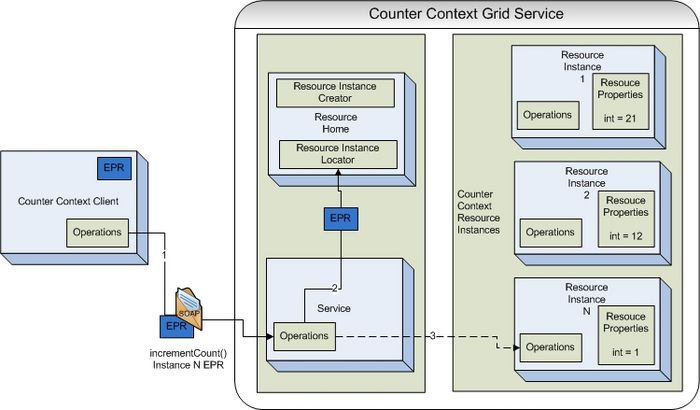 Counter Context Grid Service
EPR
Counter Context Client
Operations
1
SOAP
EPR
incrementCount()
Instance N EPR
Resource Instance
Creator
Resource
Home
Resource Instance
Locator
EPR
2
Service
Operations
3
Counter
Context
Resource
Instances
Resource
Instance
1
Resouce
Properties
int = 21
Operations
Resource
Instance
2
Resouce
Properties
int = 12
Operations
Resource
Instance
N
Resouce
Properties
int = 1
Operations